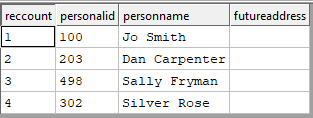 reccount personalid personname futureaddress
1 100 Jo Smith
2 203 Dan Carpenter
3 498 Sally Fryman
4 302 Silver Rose